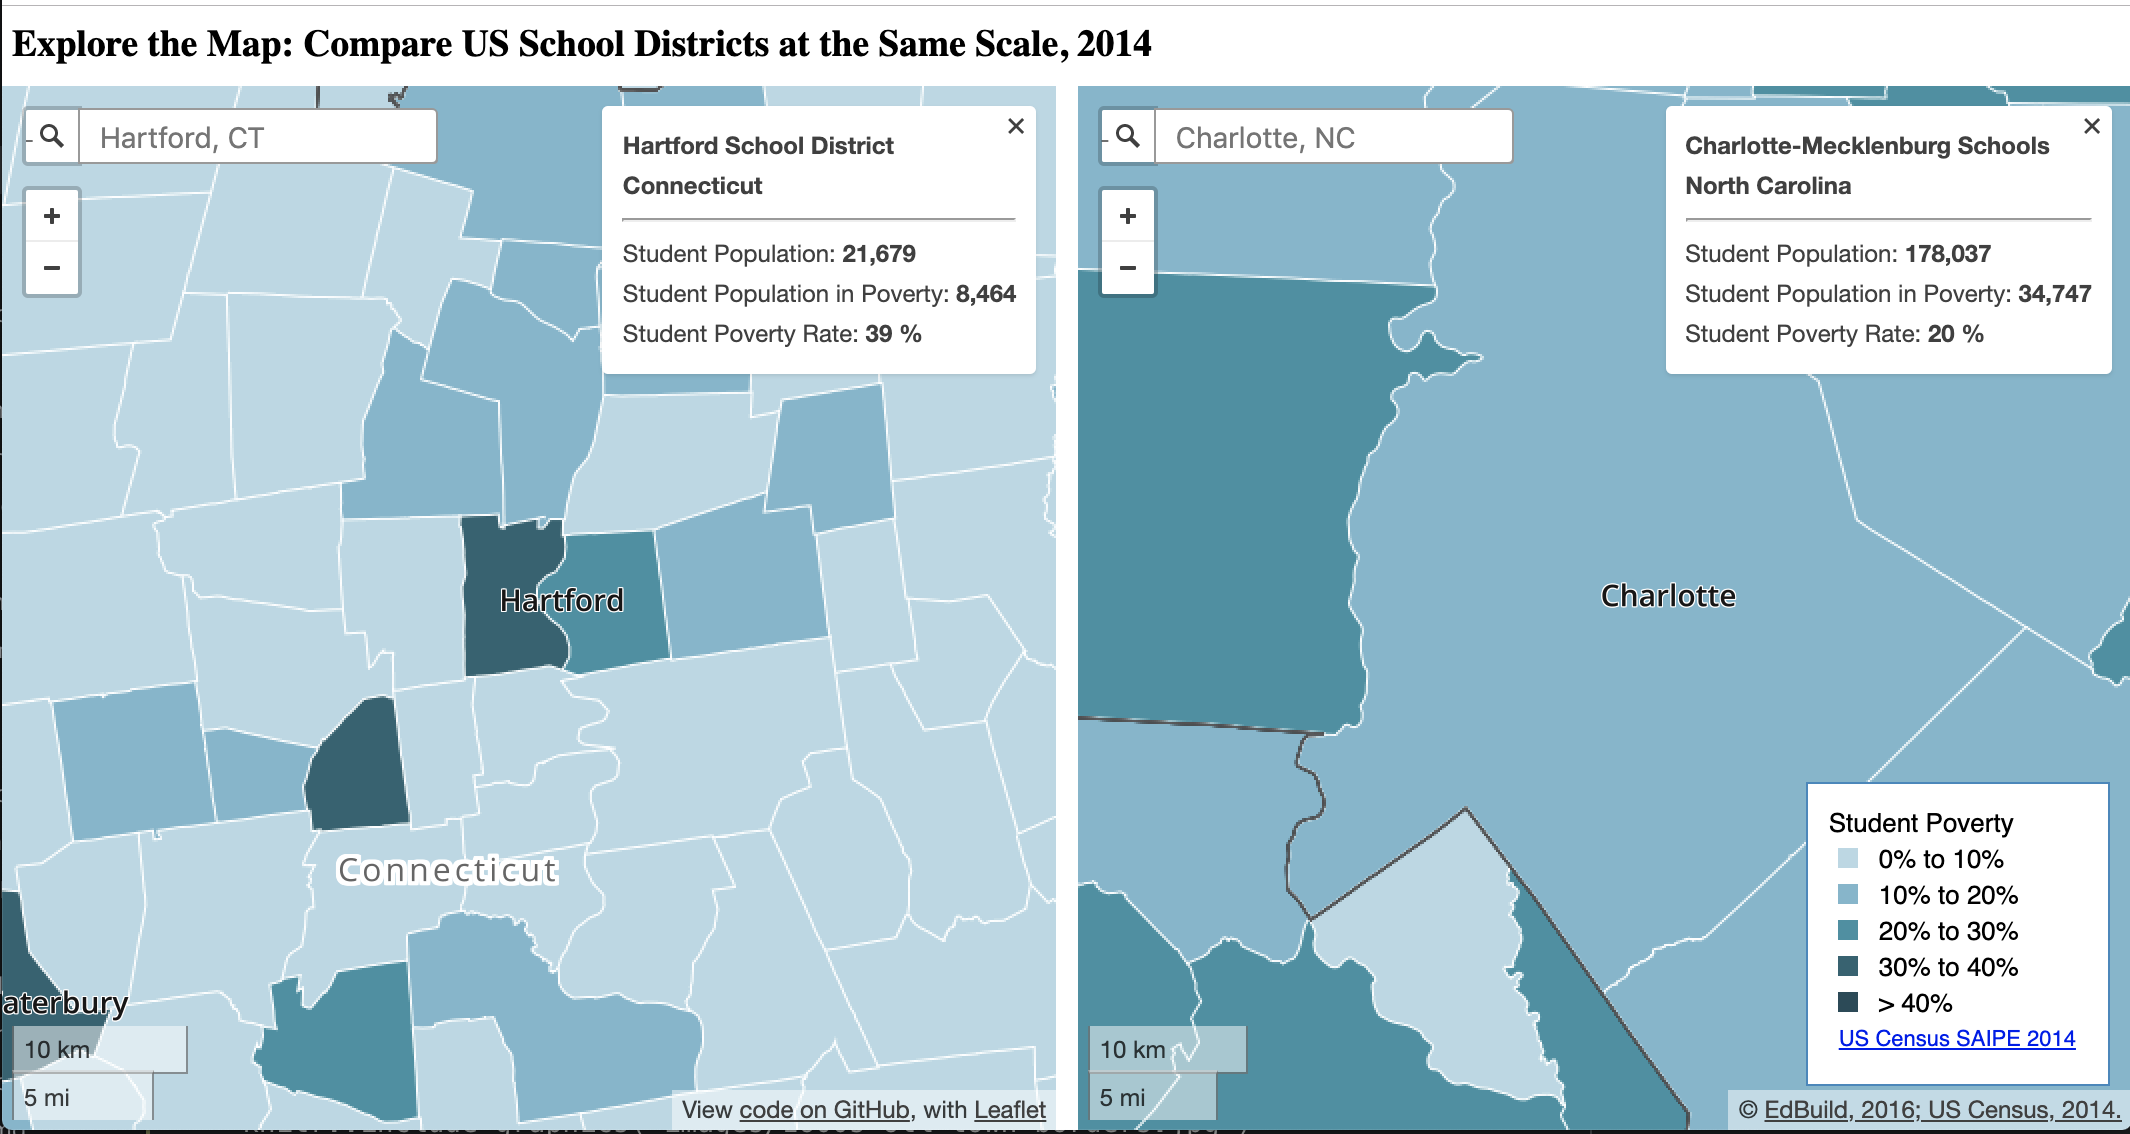 Explore the Map: Compare US School Districts at the Same Scale, 2014
Hartford, CT
+
−
Hartford School District
Connecticut
×
Student Population: 21,679
Student Population in Poverty: 8,464
Student Poverty Rate: 39 %
Hartford
Connecticut
aterbury
10 km
5 mi
View code on GitHub, with Leaflet
Charlotte, NC
+
−
Charlotte-Mecklenburg Schools
North Carolina
×
Student Population: 178,037
Student Population in Poverty: 34,747
Student Poverty Rate: 20 %
Charlotte
Student Poverty
0% to 10%
10% to 20%
20% to 30%
30% to 40%
> 40%
US Census SAIPE 2014
10 km
5 mi
© EdBuild, 2016; US Census, 2014.